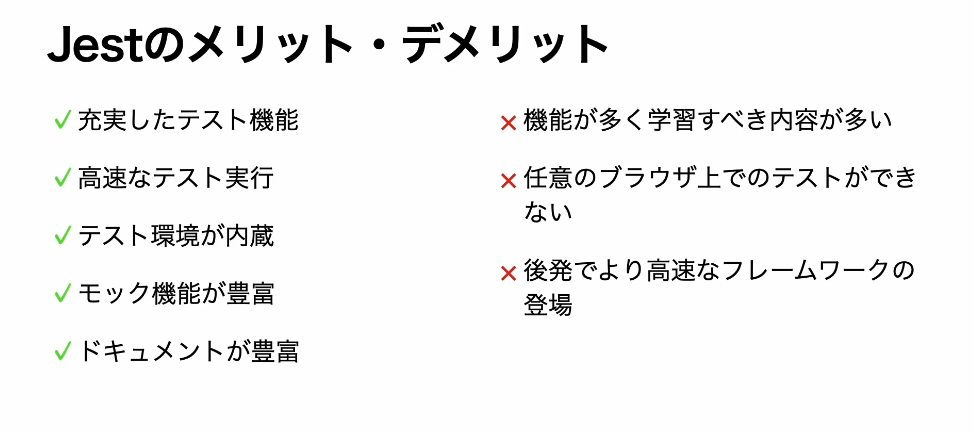 Jestのメリット・デメリット
✓ 充実したテスト機能
✓ 高速なテスト実行
✓ テスト環境が内蔵
✓ モック機能が豊富
✓ ドキュメントが豊富
× 機能が多く学習すべき内容が多い
× 任意のブラウザ上でのテストができ
ない
× 後発でより高速なフレームワークの
登場